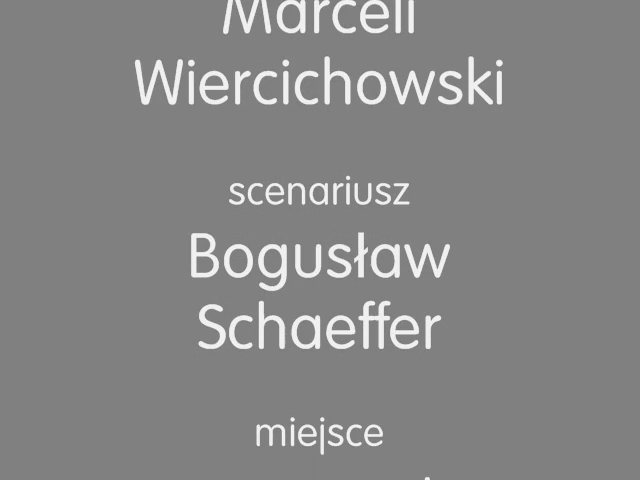 Marceli
Wiercichowski
scenariusz
Bogusław
Schaeffer
miejsce